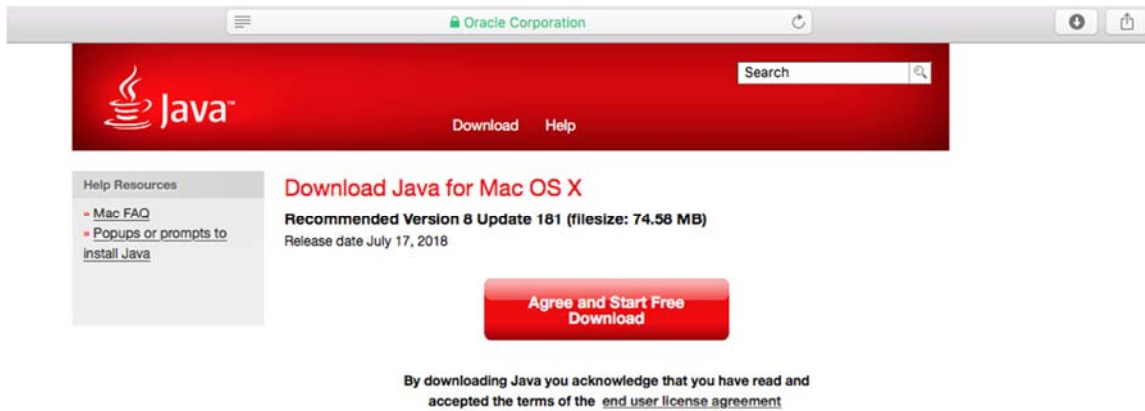 Oracle Corporation
Java™
Search
Download Help
Help Resources
» Mac FAQ
» Popups or prompts to
install Java
Download Java for Mac OS X
Recommended Version 8 Update 181 (filesize: 74.58 MB)
Release date July 17, 2018
Agree and Start Free
Download
By downloading Java you acknowledge that you have read and
accepted the terms of the end user license agreement